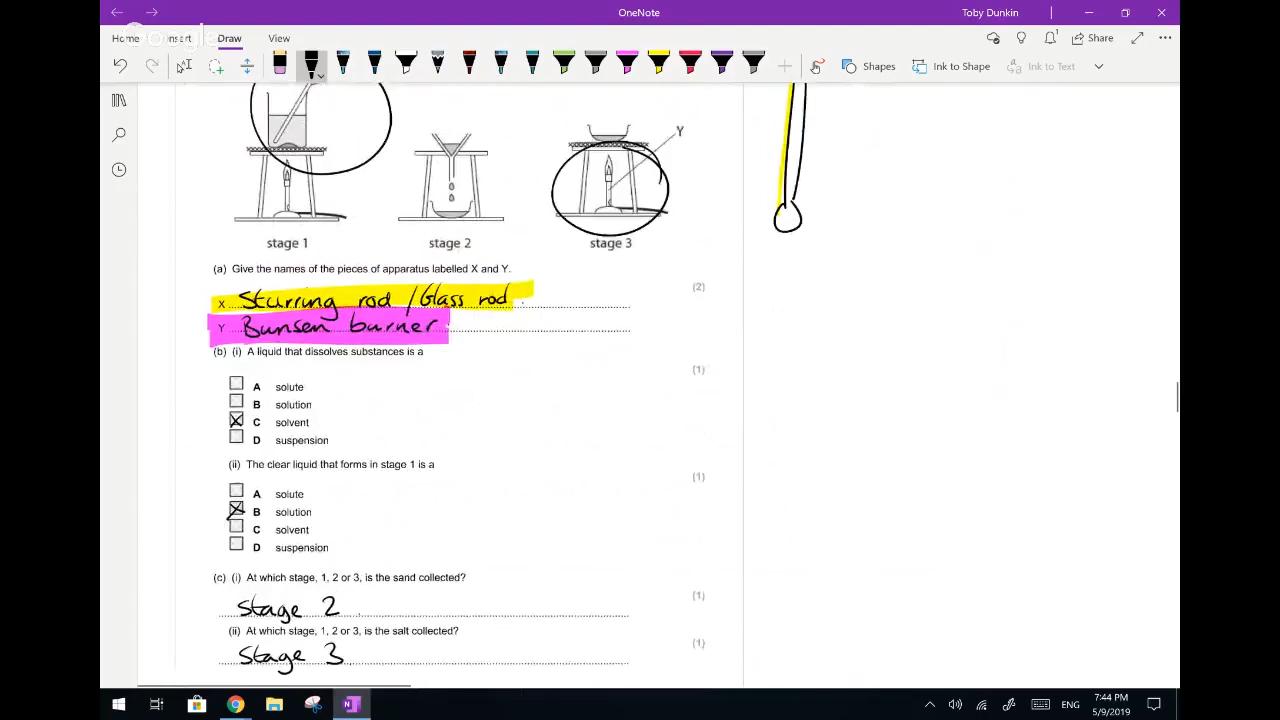 OneNote
Toby Dunkin
Google
Home Insert Draw View
Share
Shapes
Ink to Shape
Ink to Text
Y
stage 1
stage 2
stage 3
(a) Give the names of the pieces of apparatus labelled X and Y.
(2)
X Sturring rod / Glass rod
Y Bunsen burner
(b) (i) A liquid that dissolves substances is a
(1)
A solute
B solution
C solvent
D suspension
(ii) The clear liquid that forms in stage 1 is a
(1)
A solute
B solution
C solvent
D suspension
(c) (i) At which stage, 1, 2 or 3, is the sand collected?
(1)
Stage 2
(ii) At which stage, 1, 2 or 3, is the salt collected?
(1)
Stage 3
ENG
7:44 PM
5/9/2019